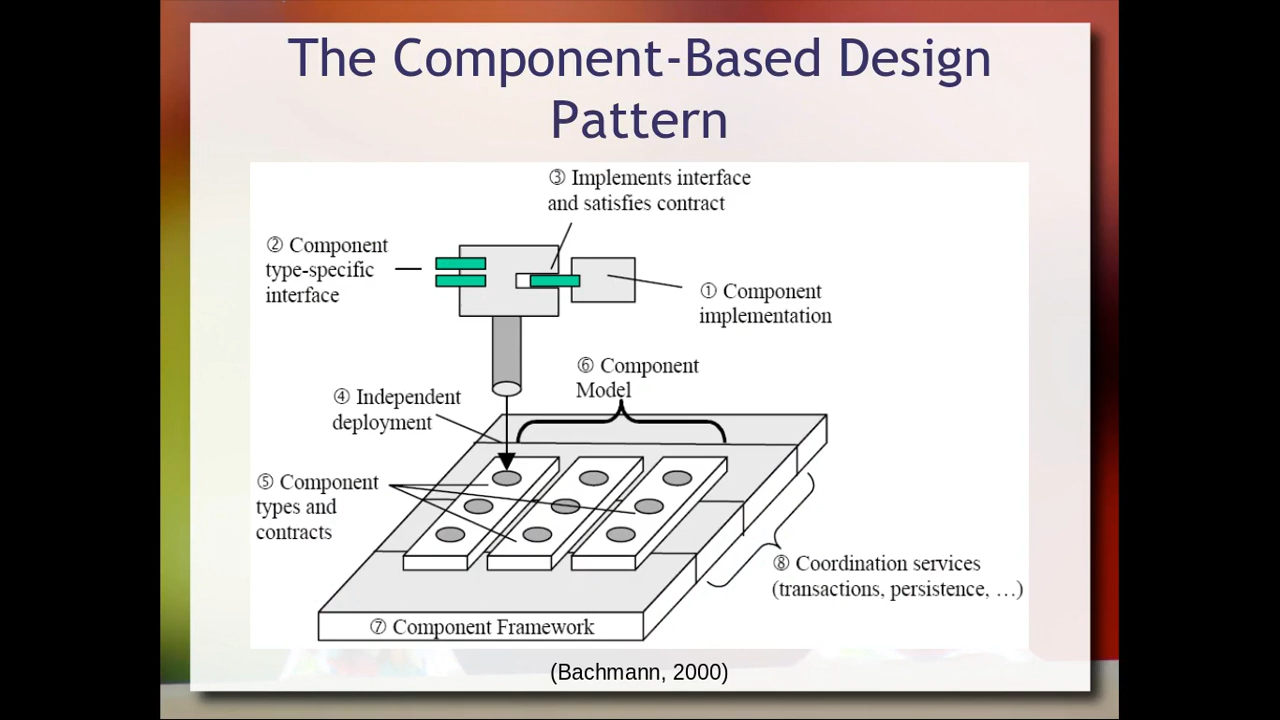 The Component-Based Design
Pattern
③ Implements interface
and satisfies contract
② Component
type-specific
interface
① Component
implementation
⑥ Component
Model
④ Independent
deployment
⑤ Component
types and
contracts
⑧ Coordination services
(transactions, persistence, …)
⑦ Component Framework
(Bachmann, 2000)